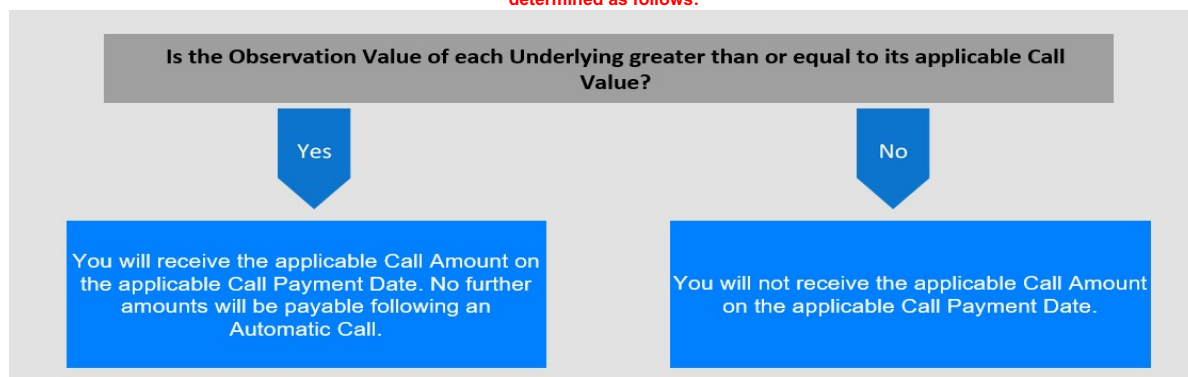 determined as follows:
Is the Observation Value of each Underlying greater than or equal to its applicable Call
Value?
Yes
No
You will receive the applicable Call Amount on
the applicable Call Payment Date. No further
amounts will be payable following an
Automatic Call.
You will not receive the applicable Call Amount
on the applicable Call Payment Date.